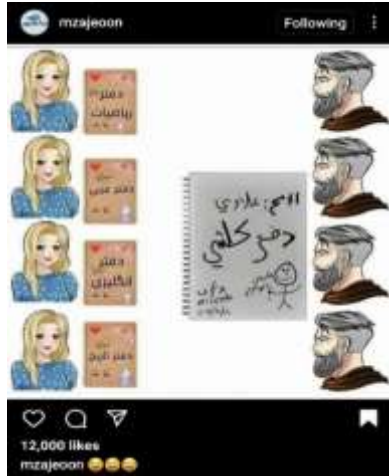 mzajeoon
Following
دفتر
رياضيات
دفتر عربي
دفتر
انكليزي
دفتر تاريخ
الاسم: علاوي
دفتر كلشي
12,000 likes
mzajeoon 😂😂😂